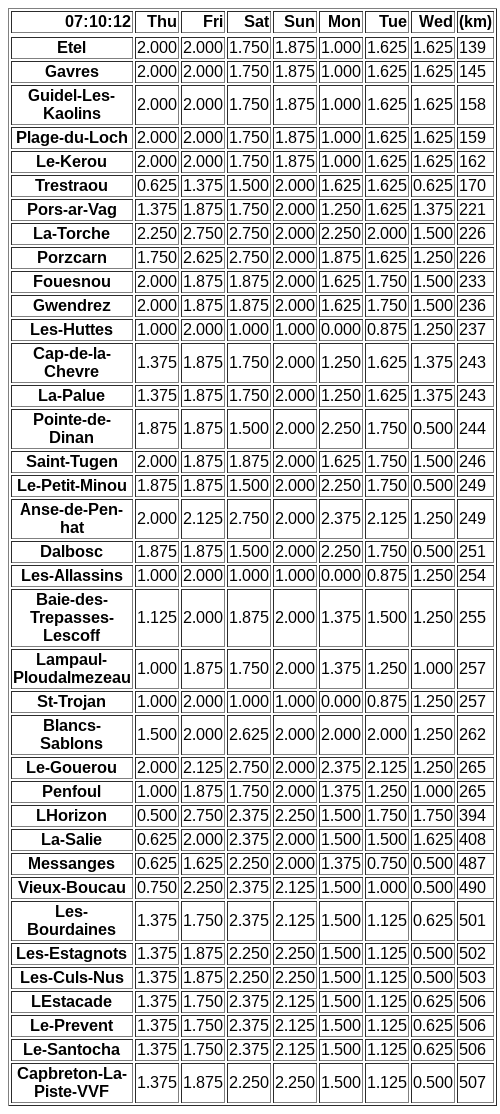 07:10:12 Thu Fri Sat Sun Mon Tue Wed (km)
Etel 2.000 2.000 1.750 1.875 1.000 1.625 1.625 139
Gavres 2.000 2.000 1.750 1.875 1.000 1.625 1.625 145
Guidel-Les-
Kaolins 2.000 2.000 1.750 1.875 1.000 1.625 1.625 158
Plage-du-Loch 2.000 2.000 1.750 1.875 1.000 1.625 1.625 159
Le-Kerou 2.000 2.000 1.750 1.875 1.000 1.625 1.625 162
Trestraou 0.625 1.375 1.500 2.000 1.625 1.625 0.625 170
Pors-ar-Vag 1.375 1.875 1.750 2.000 1.250 1.625 1.375 221
La-Torche 2.250 2.750 2.750 2.000 2.250 2.000 1.500 226
Porzcarn 1.750 2.625 2.750 2.000 1.875 1.625 1.250 226
Fouesnou 2.000 1.875 1.875 2.000 1.625 1.750 1.500 233
Gwendrez 2.000 1.875 1.875 2.000 1.625 1.750 1.500 236
Les-Huttes 1.000 2.000 1.000 1.000 0.000 0.875 1.250 237
Cap-de-la-
Chevre 1.375 1.875 1.750 2.000 1.250 1.625 1.375 243
La-Palue 1.375 1.875 1.750 2.000 1.250 1.625 1.375 243
Pointe-de-
Dinan 1.875 1.875 1.500 2.000 2.250 1.750 0.500 244
Saint-Tugen 2.000 1.875 1.875 2.000 1.625 1.750 1.500 246
Le-Petit-Minou 1.875 1.875 1.500 2.000 2.250 1.750 0.500 249
Anse-de-Pen-
hat 2.000 2.125 2.750 2.000 2.375 2.125 1.250 249
Dalbosc 1.875 1.875 1.500 2.000 2.250 1.750 0.500 251
Les-Allassins 1.000 2.000 1.000 1.000 0.000 0.875 1.250 254
Baie-des-
Trepasses-
Lescoff 1.125 2.000 1.875 2.000 1.375 1.500 1.250 255
Lampaul-
Ploudalmezeau 1.000 1.875 1.750 2.000 1.375 1.250 1.000 257
St-Trojan 1.000 2.000 1.000 1.000 0.000 0.875 1.250 257
Blancs-
Sablons 1.500 2.000 2.625 2.000 2.000 2.000 1.250 262
Le-Gouerou 2.000 2.125 2.750 2.000 2.375 2.125 1.250 265
Penfoul 1.000 1.875 1.750 2.000 1.375 1.250 1.000 265
LHorizon 0.500 2.750 2.375 2.250 1.500 1.750 1.750 394
La-Salie 0.625 2.000 2.375 2.000 1.500 1.500 1.625 408
Messanges 0.625 1.625 2.250 2.000 1.375 0.750 0.500 487
Vieux-Boucau 0.750 2.250 2.375 2.125 1.500 1.000 0.500 490
Les-
Bourdaines 1.375 1.750 2.375 2.125 1.500 1.125 0.625 501
Les-Estagnots 1.375 1.875 2.250 2.250 1.500 1.125 0.500 502
Les-Culs-Nus 1.375 1.875 2.250 2.250 1.500 1.125 0.500 503
LEstacade 1.375 1.750 2.375 2.125 1.500 1.125 0.625 506
Le-Prevent 1.375 1.750 2.375 2.125 1.500 1.125 0.625 506
Le-Santocha 1.375 1.750 2.375 2.125 1.500 1.125 0.625 506
Capbreton-La-
Piste-VVF 1.375 1.875 2.250 2.250 1.500 1.125 0.500 507